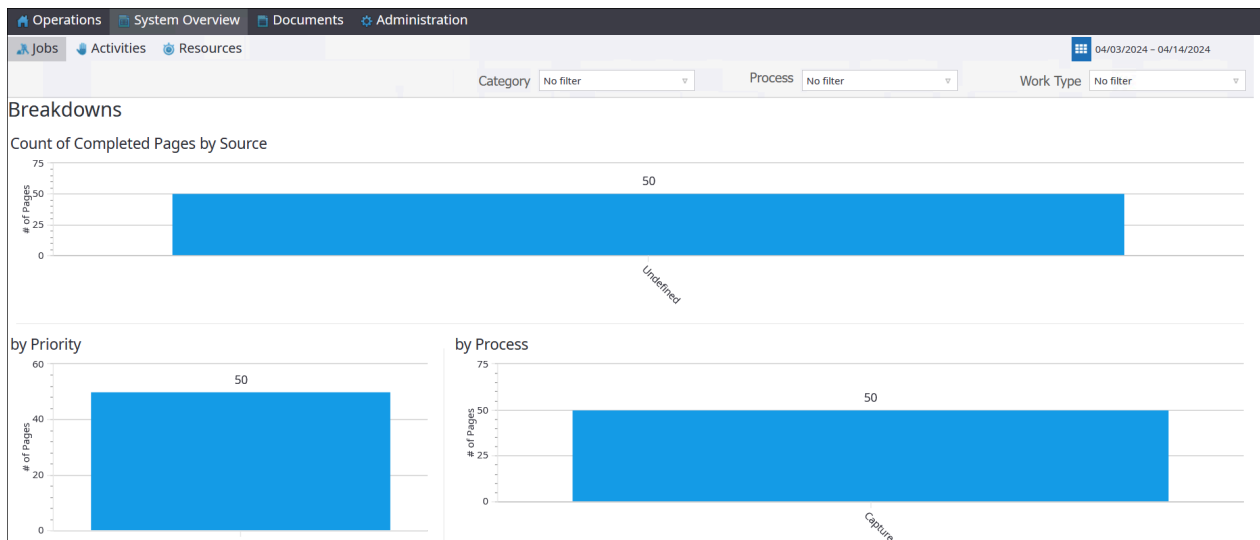 Operations System Overview Documents Administration
Jobs Activities Resources 04/03/2024 – 04/14/2024
Category No filter Process No filter Work Type No filter
Breakdowns
Count of Completed Pages by Source
# of Pages
75
50
25
0
50
Undefined
by Priority
# of Pages
60
40
20
0
50
by Process
# of Pages
75
50
25
0
50
Capture